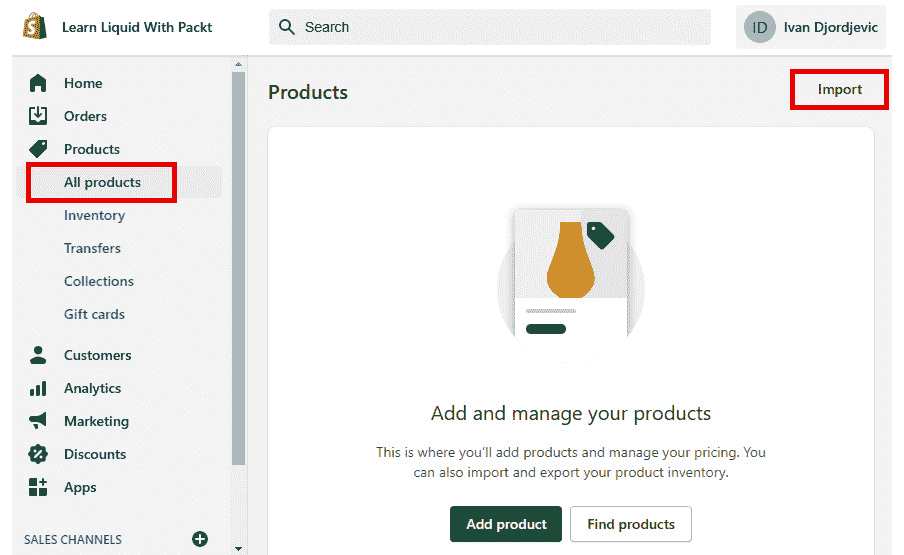 Learn Liquid With Packt
Search
ID
Ivan Djordjevic
Home
Orders
Products
All products
Inventory
Transfers
Collections
Gift cards
Customers
Analytics
Marketing
Discounts
Apps
SALES CHANNELS
Products
Import
Add and manage your products
This is where you'll add products and manage your pricing. You
can also import and export your product inventory.
Add product
Find products